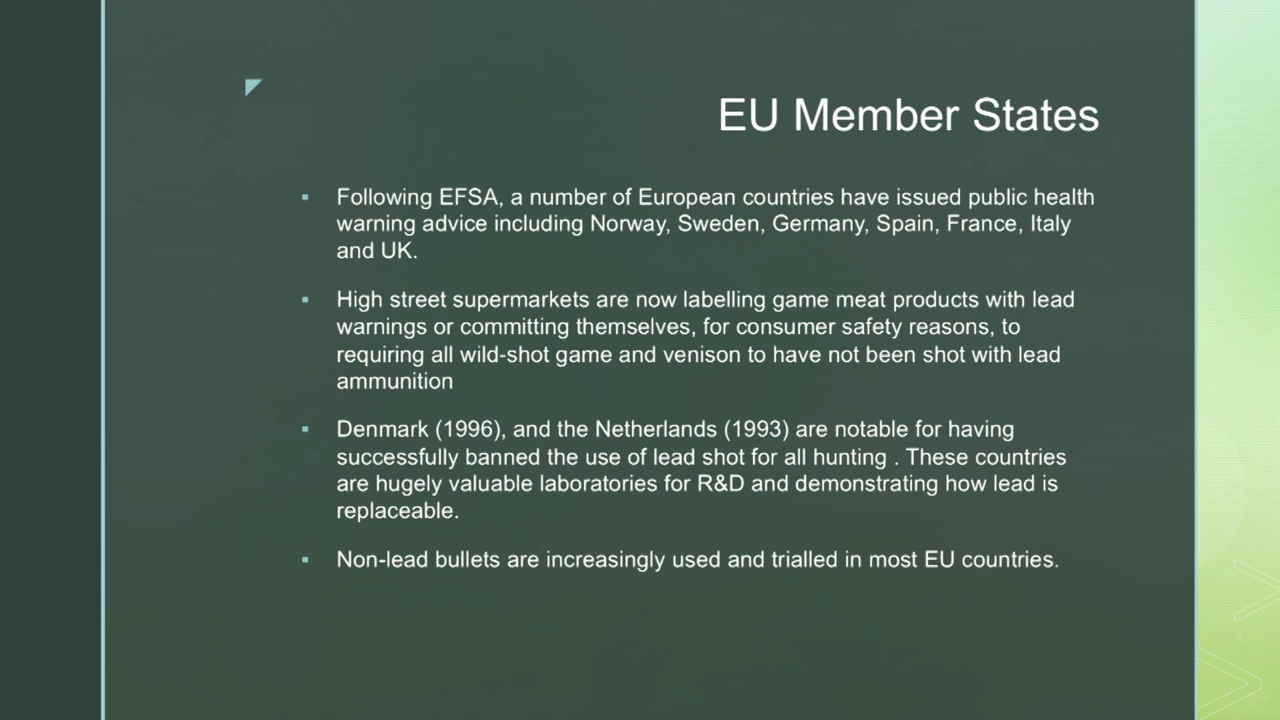 EU Member States
Following EFSA, a number of European countries have issued public health
warning advice including Norway, Sweden, Germany, Spain, France, Italy
and UK.
High street supermarkets are now labelling game meat products with lead
warnings or committing themselves, for consumer safety reasons, to
requiring all wild-shot game and venison to have not been shot with lead
ammunition
Denmark (1996), and the Netherlands (1993) are notable for having
successfully banned the use of lead shot for all hunting . These countries
are hugely valuable laboratories for R&D and demonstrating how lead is
replaceable.
Non-lead bullets are increasingly used and trialled in most EU countries.